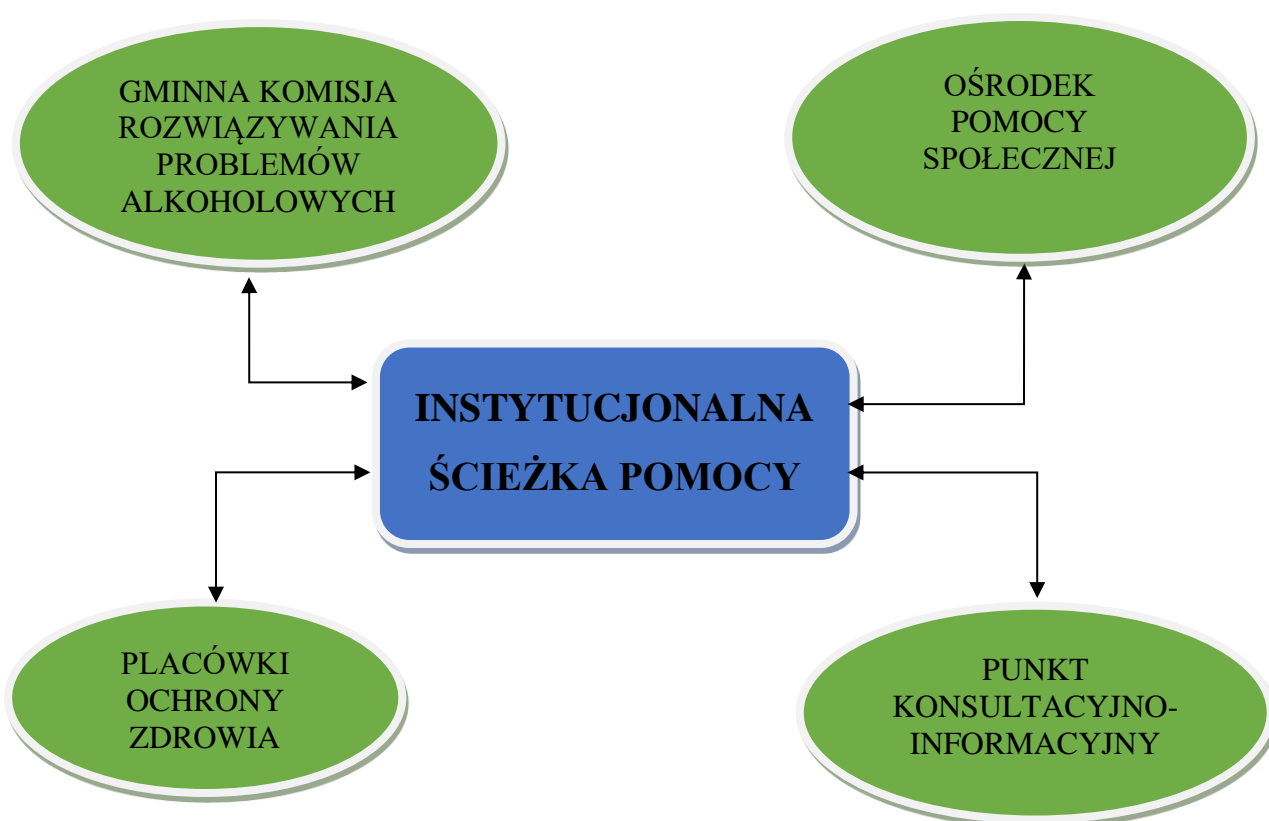 GMINNA KOMISJA
ROZWIĄZYWANIA
PROBLEMÓW
ALKOHOLOWYCH
OŚRODEK
POMOCY
SPOŁECZNEJ
INSTYTUCJONALNA
ŚCIEŻKA POMOCY
PLACÓWKI
OCHRONY
ZDROWIA
PUNKT
KONSULTACYJNO-
INFORMACYJNY